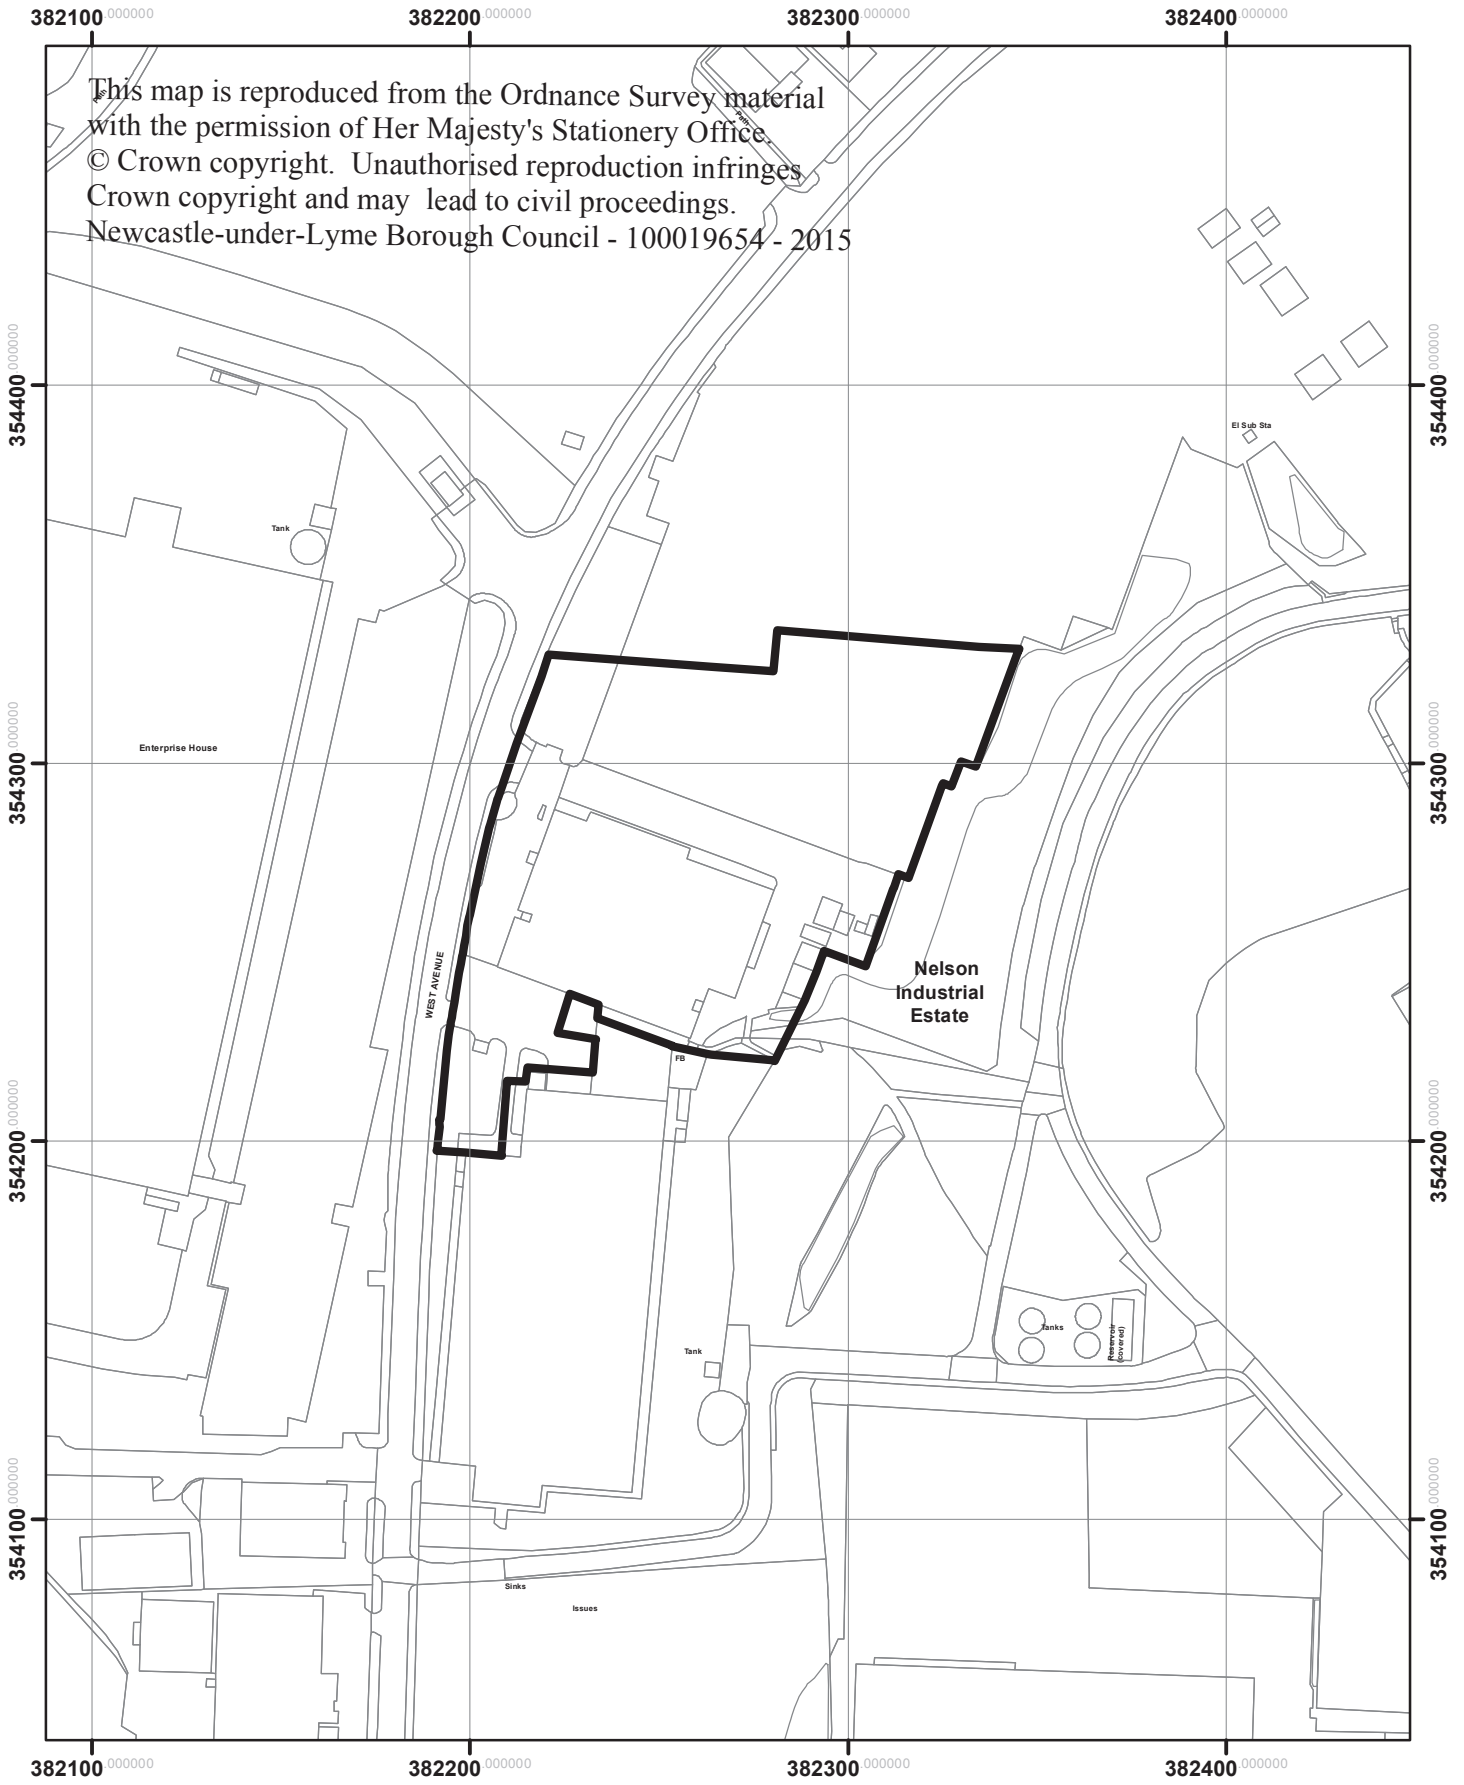 382100.000000 382200.000000 382300.000000 382400.000000
This map is reproduced from the Ordnance Survey material
with the permission of Her Majesty's Stationery Office.
© Crown copyright. Unauthorised reproduction infringes
Crown copyright and may lead to civil proceedings.
Newcastle-under-Lyme Borough Council - 100019654 - 2015
Path
Path
354400.000000
354400.000000
El Sub Sta
Tank
Enterprise House
354300.000000
354300.000000
WEST AVENUE
Nelson
Industrial
Estate
FB
354200.000000
354200.000000
Tanks
Reservoir
(covered)
Tank
354100.000000
354100.000000
Sinks
Issues
382100.000000 382200.000000 382300.000000 382400.000000